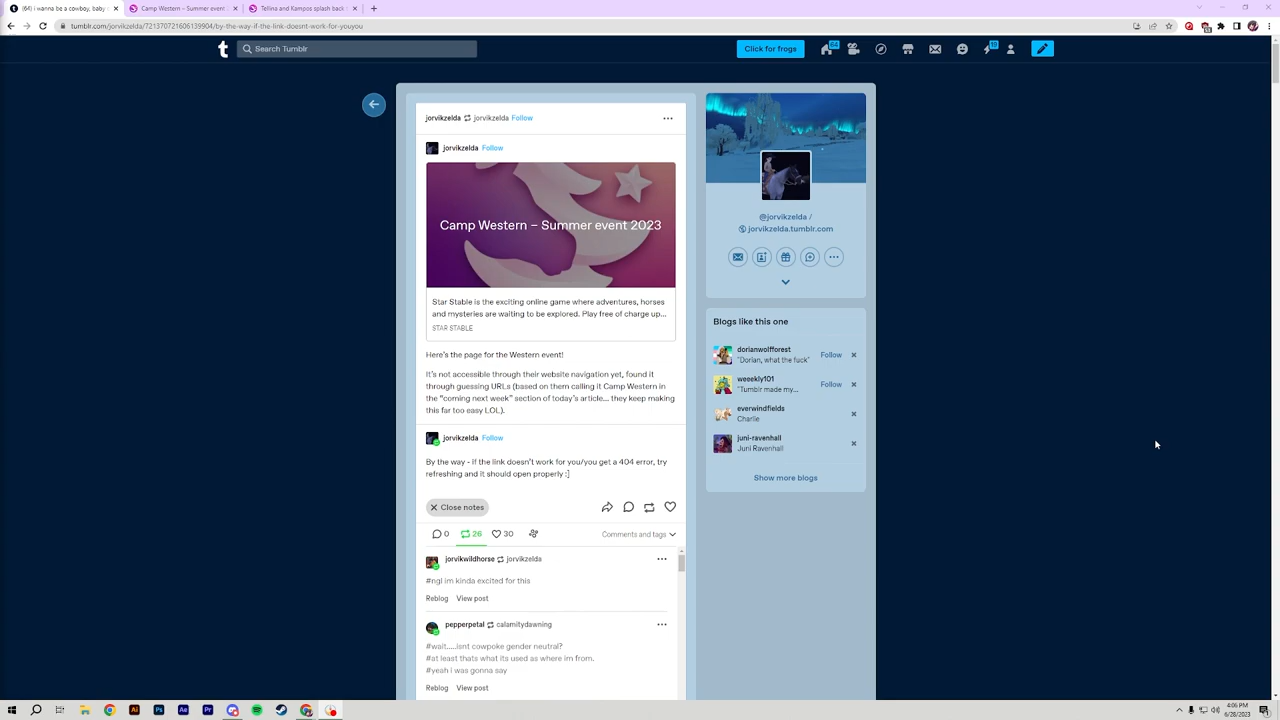 (64) i wanna be a cowboy, baby
Camp Western – Summer event 2
Tellina and Kampos splash back t
tumblr.com/jorvikzelda/721370721606139904/by-the-way-if-the-link-doesnt-work-for-youyou
Search Tumblr
Click for frogs
64
19
jorvikzelda jorvikzelda Follow
jorvikzelda Follow
Camp Western – Summer event 2023
Star Stable is the exciting online game where adventures, horses
and mysteries are waiting to be explored. Play free of charge up...
STAR STABLE
Here's the page for the Western event!
It's not accessible through their website navigation yet, found it
through guessing URLs (based on them calling it Camp Western in
the "coming next week" section of today's article... they keep making
this far too easy LOL).
jorvikzelda Follow
By the way - if the link doesn't work for you/you get a 404 error, try
refreshing and it should open properly :]
Close notes
0 26 30 Comments and tags
jorvikwildhorse jorvikzelda
#ngl im kinda excited for this
Reblog View post
pepperpetal calamitydawning
#wait.....isnt cowpoke gender neutral?
#at least thats what its used as where im from.
#yeah i was gonna say
Reblog View post
@jorvikzelda /
jorvikzelda.tumblr.com
Blogs like this one
dorianwolfforest
"Dorian, what the fuck"
Follow
weeekly101
"Tumblr made my...
Follow
everwindfields
Charlie
juni-ravenhall
Juni Ravenhall
Show more blogs
4:06 PM
6/28/2023